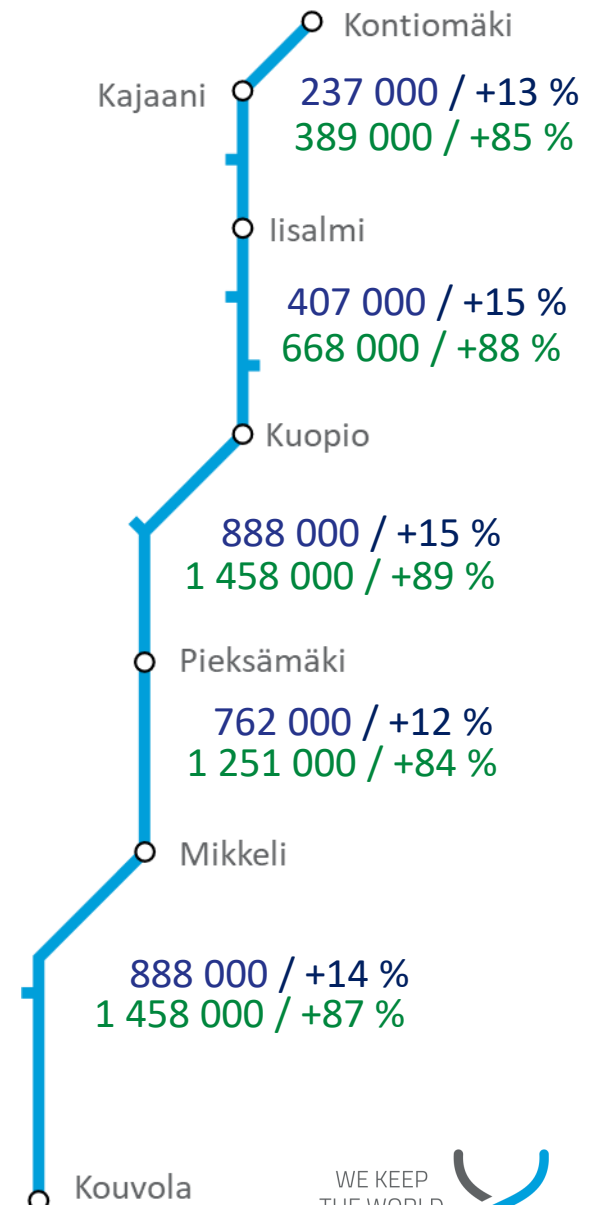 Kontiomäki
Kajaani
237 000 / +13 %
389 000 / +85 %
Iisalmi
407 000 / +15 %
668 000 / +88 %
Kuopio
888 000 / +15 %
1 458 000 / +89 %
Pieksämäki
762 000 / +12 %
1 251 000 / +84 %
Mikkeli
888 000 / +14 %
1 458 000 / +87 %
Kouvola
WE KEEP
THE WORLD